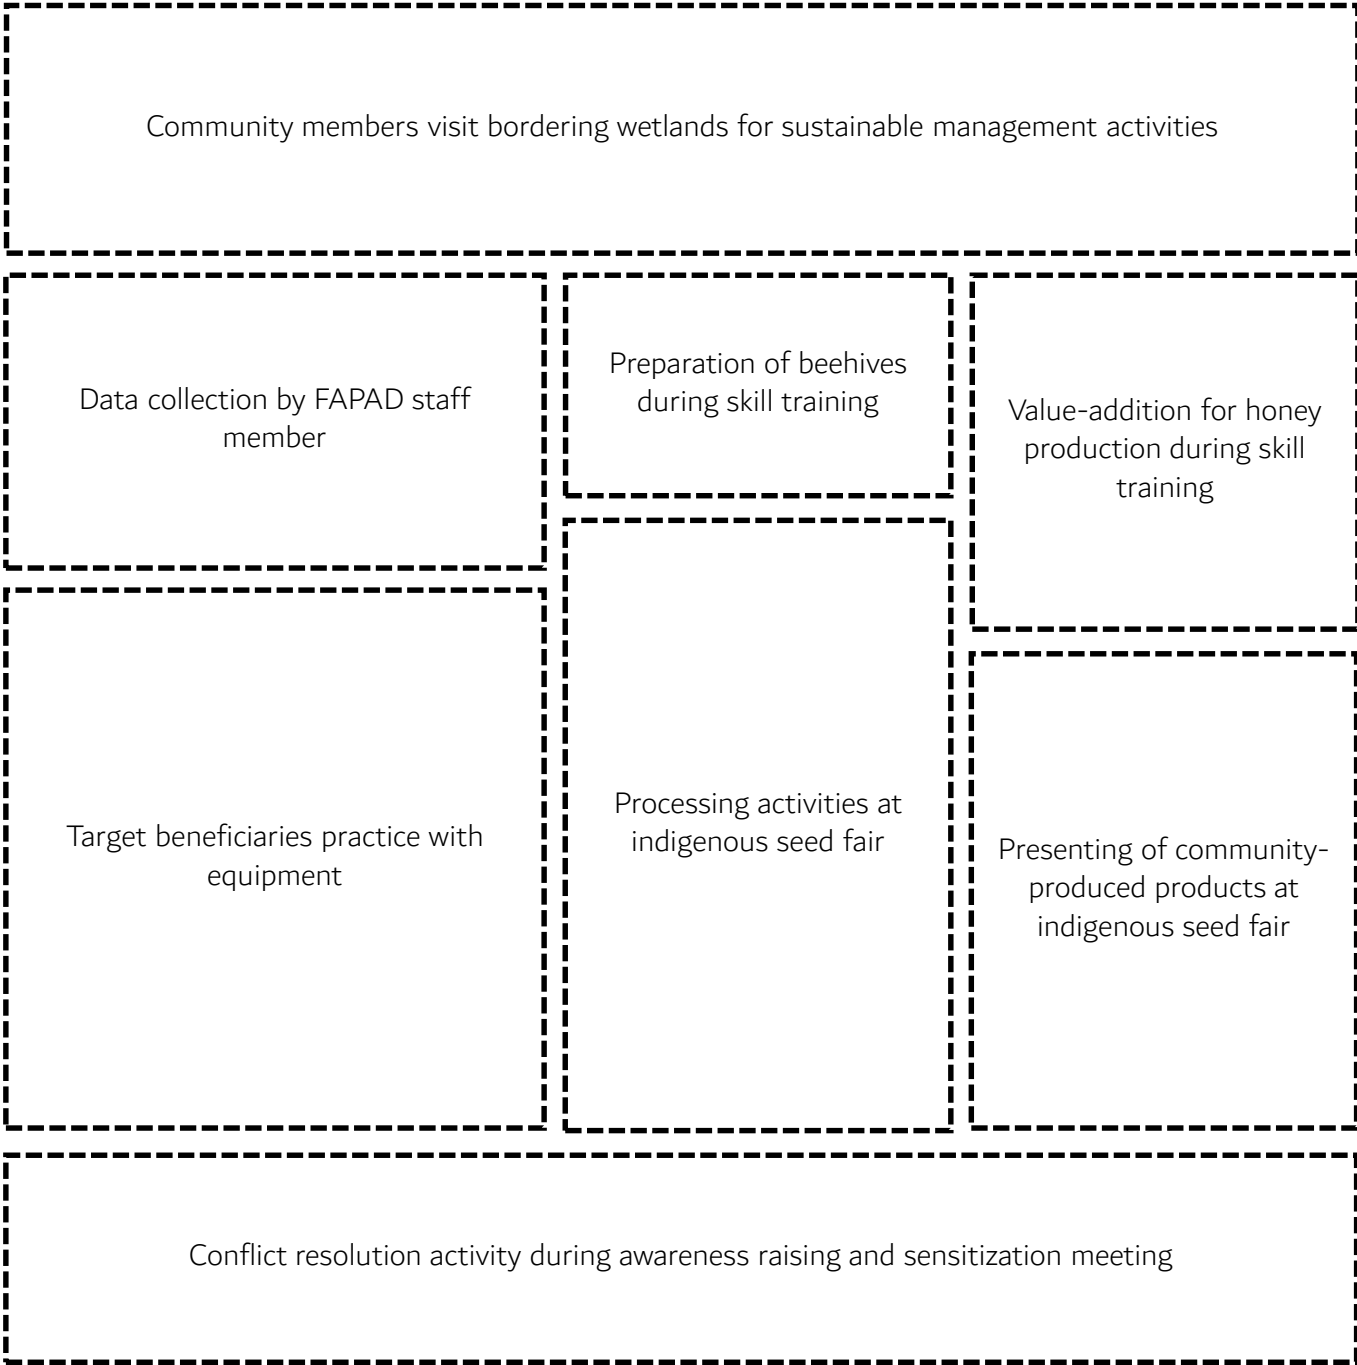 Community members visit bordering wetlands for sustainable management activities
Data collection by FAPAD staff
member
Preparation of beehives
during skill training
Value-addition for honey
production during skill
training
Target beneficiaries practice with
equipment
Processing activities at
indigenous seed fair
Presenting of community-
produced products at
indigenous seed fair
Conflict resolution activity during awareness raising and sensitization meeting